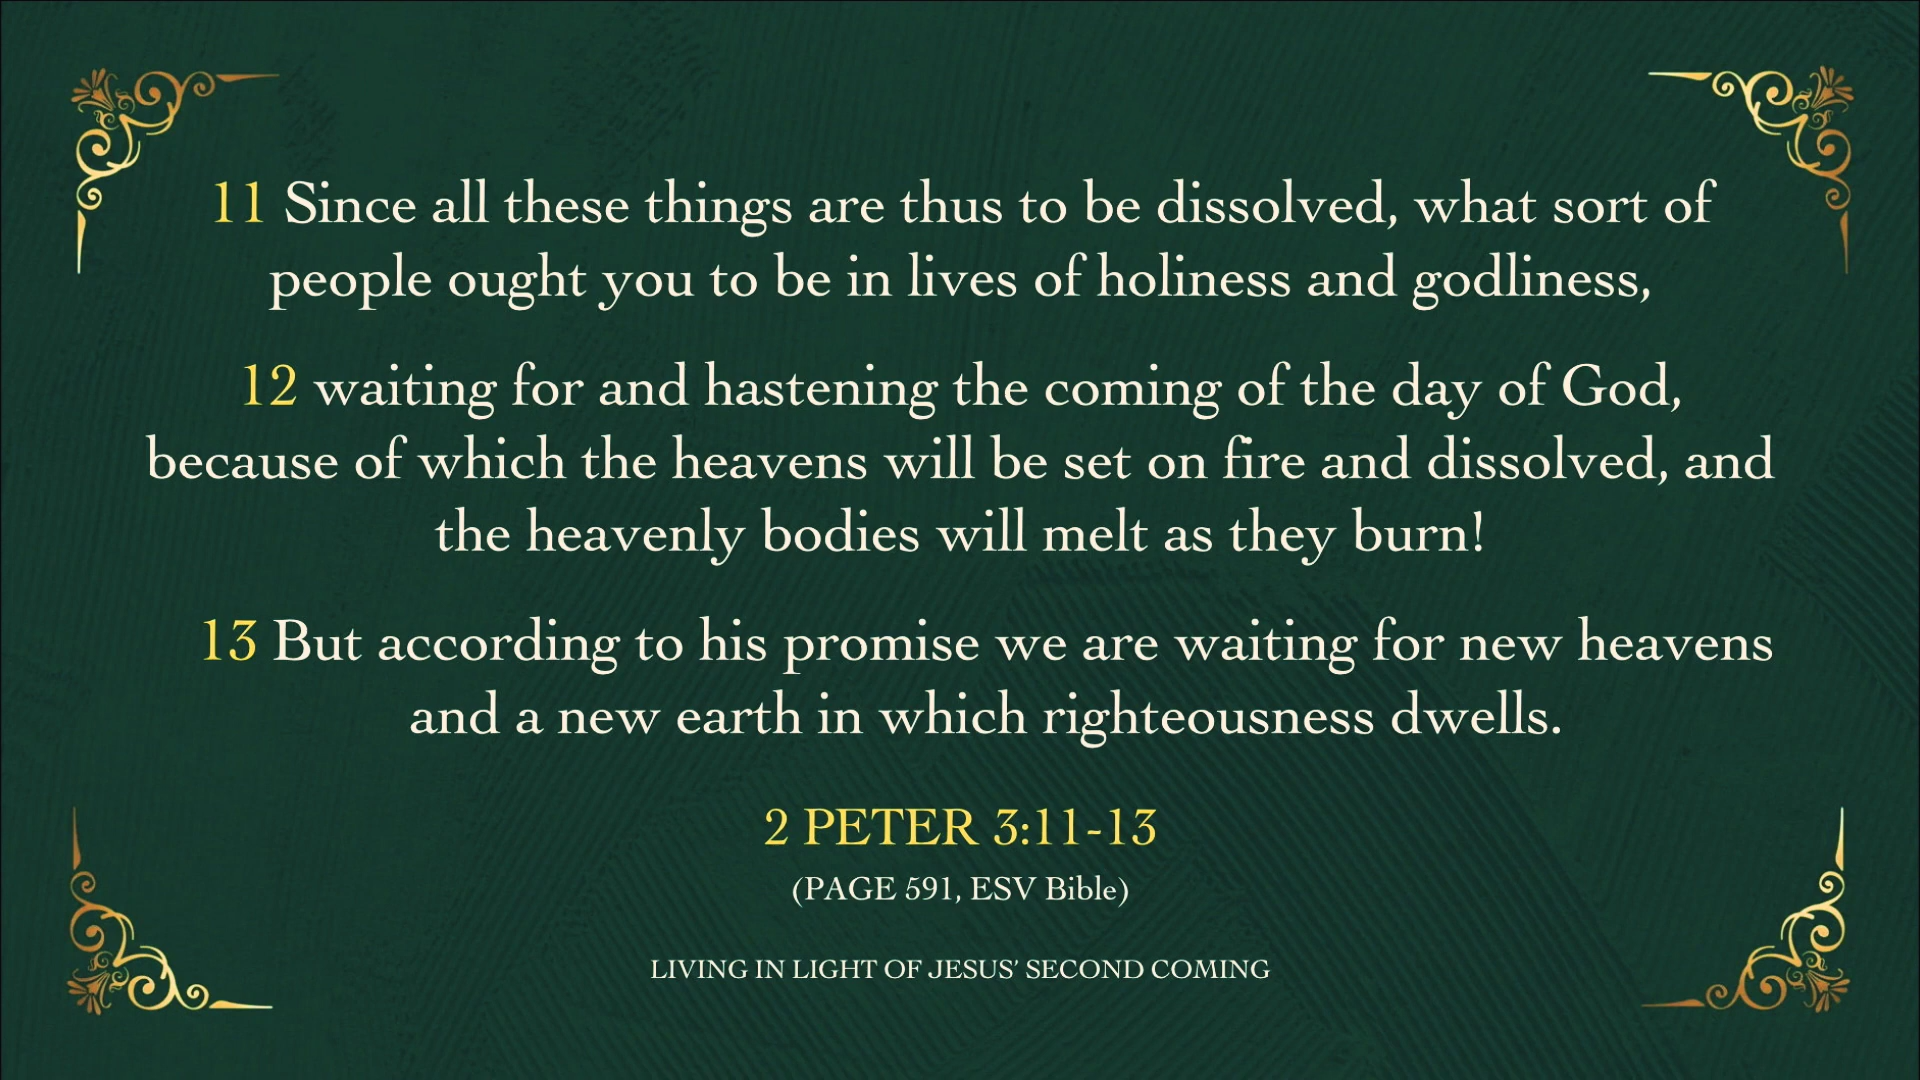 11 Since all these things are thus to be dissolved, what sort of
people ought you to be in lives of holiness and godliness,
12 waiting for and hastening the coming of the day of God,
because of which the heavens will be set on fire and dissolved, and
the heavenly bodies will melt as they burn!
13 But according to his promise we are waiting for new heavens
and a new earth in which righteousness dwells.
2 PETER 3:11-13
(PAGE 591, ESV Bible)
LIVING IN LIGHT OF JESUS’ SECOND COMING